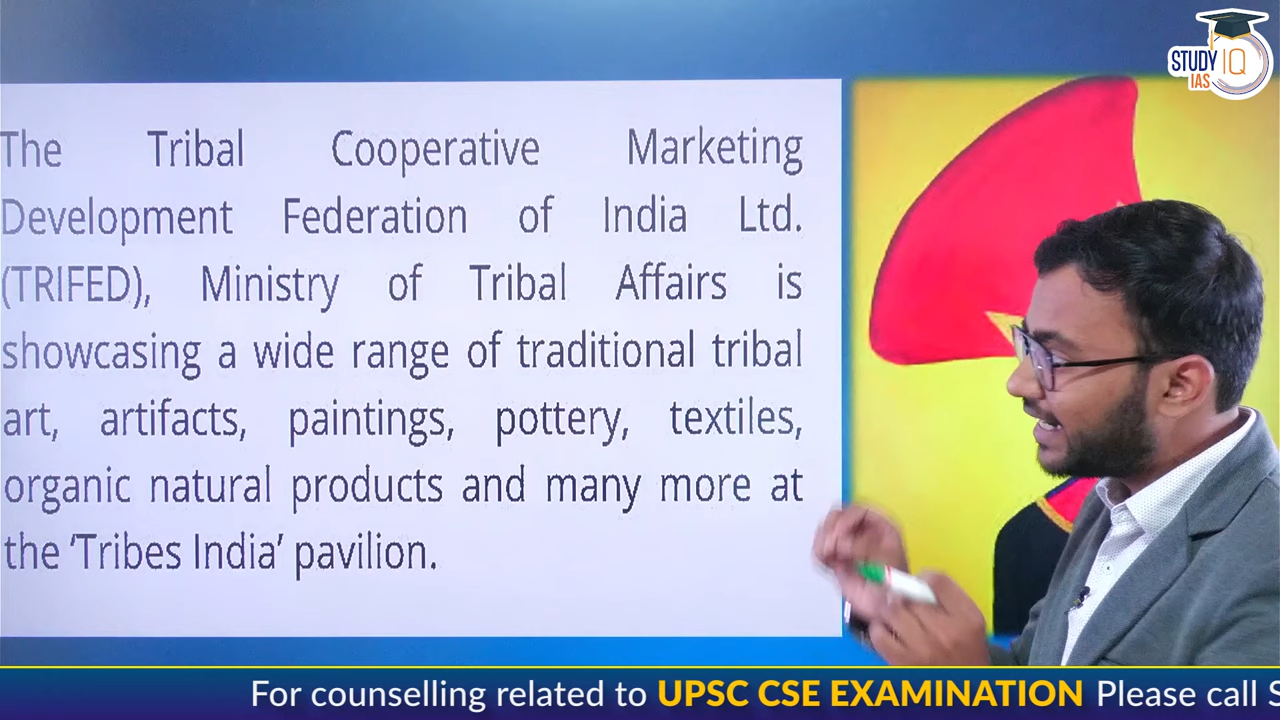 STUDY IQ
IAS
The Tribal Cooperative Marketing
Development Federation of India Ltd.
(TRIFED), Ministry of Tribal Affairs is
showcasing a wide range of traditional tribal
art, artifacts, paintings, pottery, textiles,
organic natural products and many more at
the ‘Tribes India’ pavilion.
For counselling related to UPSC CSE EXAMINATION Please call S